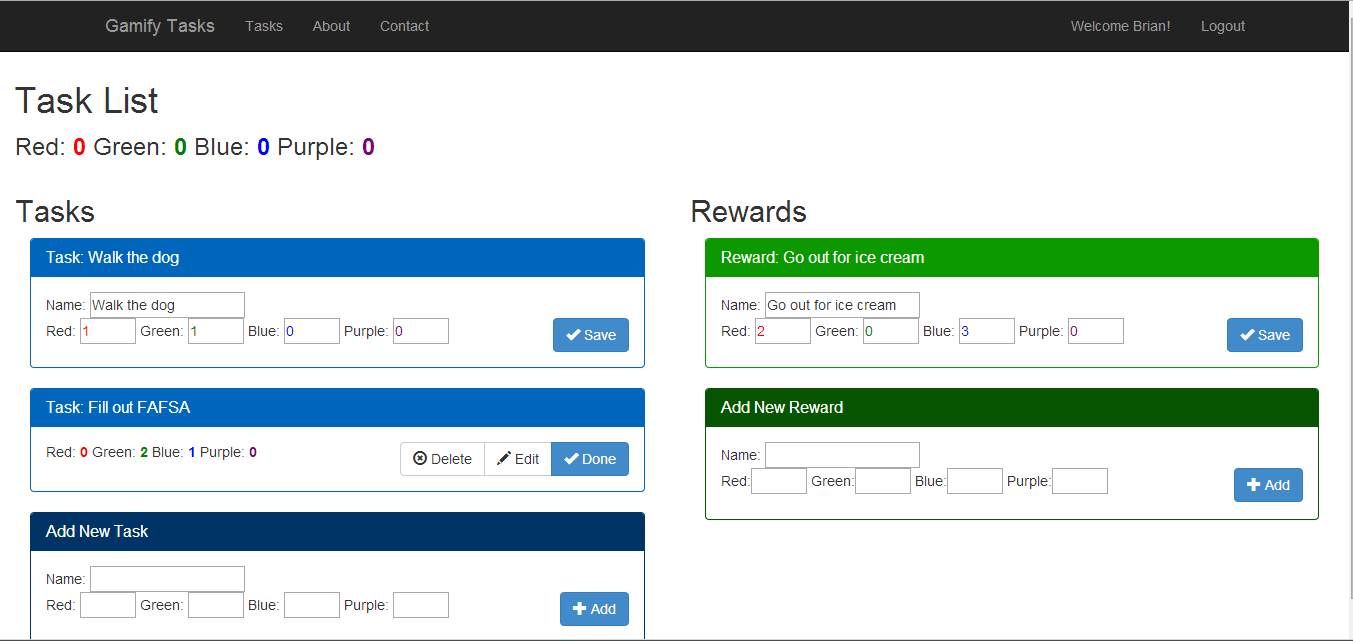 Gamify Tasks Tasks About Contact Welcome Brian! Logout
Task List
Red: 0 Green: 0 Blue: 0 Purple: 0
Tasks
Task: Walk the dog
Name: Walk the dog
Red: 1 Green: 1 Blue: 0 Purple: 0 Save
Task: Fill out FAFSA
Red: 0 Green: 2 Blue: 1 Purple: 0 Delete Edit Done
Add New Task
Name:
Red: Green: Blue: Purple: Add
Rewards
Reward: Go out for ice cream
Name: Go out for ice cream
Red: 2 Green: 0 Blue: 3 Purple: 0 Save
Add New Reward
Name:
Red: Green: Blue: Purple: Add